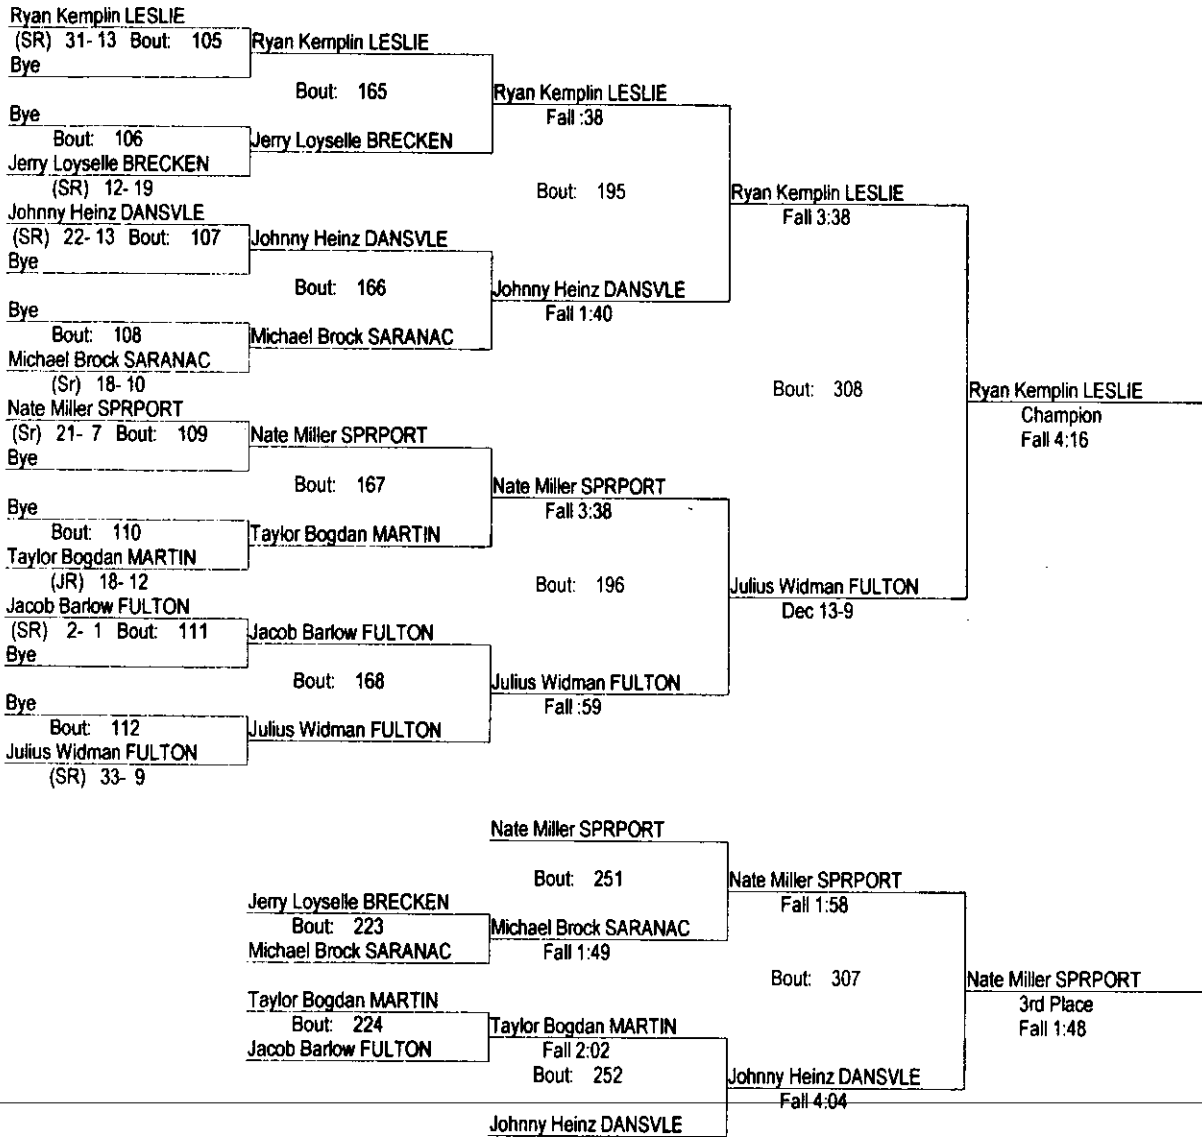 Ryan Kemplin LESLIE
(SR) 31- 13 Bout: 105
Bye
Bye
Bout: 106
Jerry Loyselle BRECKEN
(SR) 12- 19
Johnny Heinz DANSVLE
(SR) 22- 13 Bout: 107
Bye
Bye
Bout: 108
Michael Brock SARANAC
(Sr) 18- 10
Nate Miller SPRPORT
(Sr) 21- 7 Bout: 109
Bye
Bye
Bout: 110
Taylor Bogdan MARTIN
(JR) 18- 12
Jacob Barlow FULTON
(SR) 2- 1 Bout: 111
Bye
Bye
Bout: 112
Julius Widman FULTON
(SR) 33- 9
Ryan Kemplin LESLIE
Bout: 165
Jerry Loyselle BRECKEN
Johnny Heinz DANSVLE
Bout: 166
Michael Brock SARANAC
Nate Miller SPRPORT
Bout: 167
Taylor Bogdan MARTIN
Jacob Barlow FULTON
Bout: 168
Julius Widman FULTON
Ryan Kemplin LESLIE
Fall :38
Bout: 195
Johnny Heinz DANSVLE
Fall 1:40
Nate Miller SPRPORT
Fall 3:38
Bout: 196
Julius Widman FULTON
Fall :59
Ryan Kemplin LESLIE
Fall 3:38
Bout: 308
Julius Widman FULTON
Dec 13-9
Ryan Kemplin LESLIE
Champion
Fall 4:16
Jerry Loyselle BRECKEN
Bout: 223
Michael Brock SARANAC
Taylor Bogdan MARTIN
Bout: 224
Jacob Barlow FULTON
Nate Miller SPRPORT
Bout: 251
Michael Brock SARANAC
Fall 1:49
Taylor Bogdan MARTIN
Fall 2:02
Bout: 252
Johnny Heinz DANSVLE
Nate Miller SPRPORT
Fall 1:58
Bout: 307
Johnny Heinz DANSVLE
Fall 4:04
Nate Miller SPRPORT
3rd Place
Fall 1:48